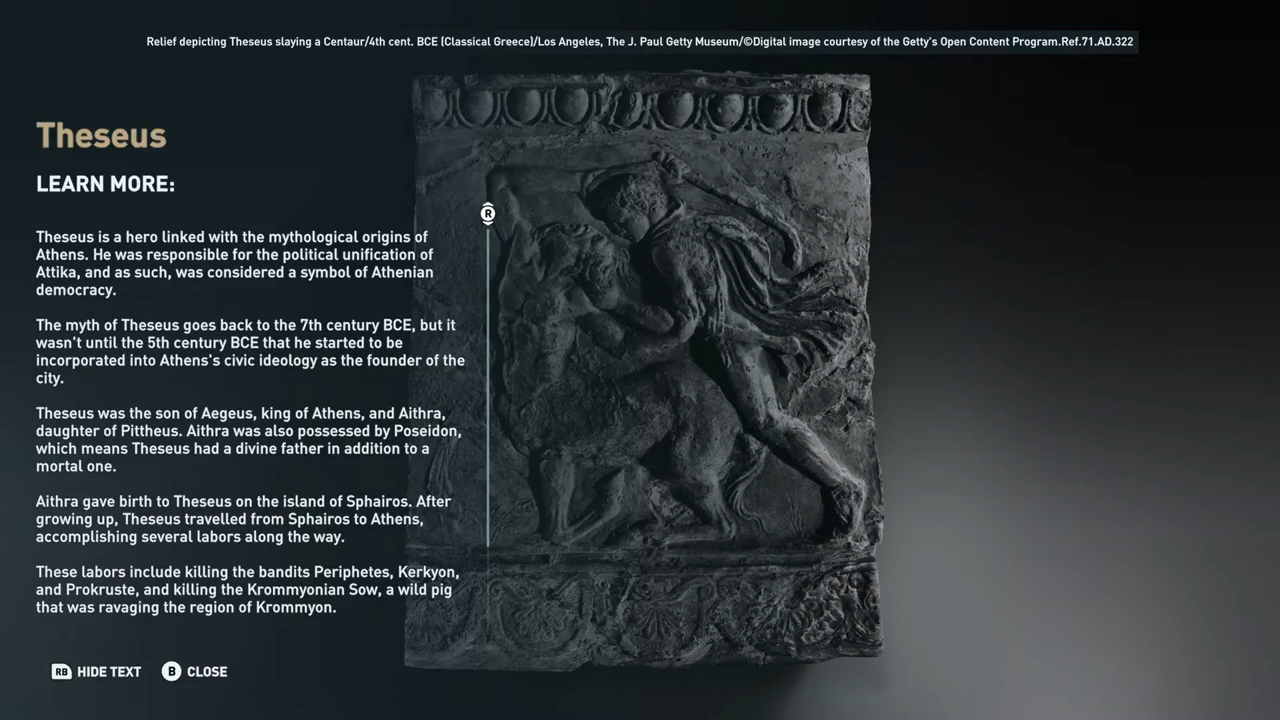 Relief depicting Theseus slaying a Centaur/4th cent. BCE (Classical Greece)/Los Angeles, The J. Paul Getty Museum/©Digital image courtesy of the Getty's Open Content Program.Ref.71.AD.322
Theseus
LEARN MORE:
R
Theseus is a hero linked with the mythological origins of
Athens. He was responsible for the political unification of
Attika, and as such, was considered a symbol of Athenian
democracy.
The myth of Theseus goes back to the 7th century BCE, but it
wasn't until the 5th century BCE that he started to be
incorporated into Athens's civic ideology as the founder of the
city.
Theseus was the son of Aegeus, king of Athens, and Aithra,
daughter of Pittheus. Aithra was also possessed by Poseidon,
which means Theseus had a divine father in addition to a
mortal one.
Aithra gave birth to Theseus on the island of Sphairos. After
growing up, Theseus travelled from Sphairos to Athens,
accomplishing several labors along the way.
These labors include killing the bandits Periphetes, Kerkyon,
and Prokruste, and killing the Krommyonian Sow, a wild pig
that was ravaging the region of Krommyon.
RB HIDE TEXT B CLOSE